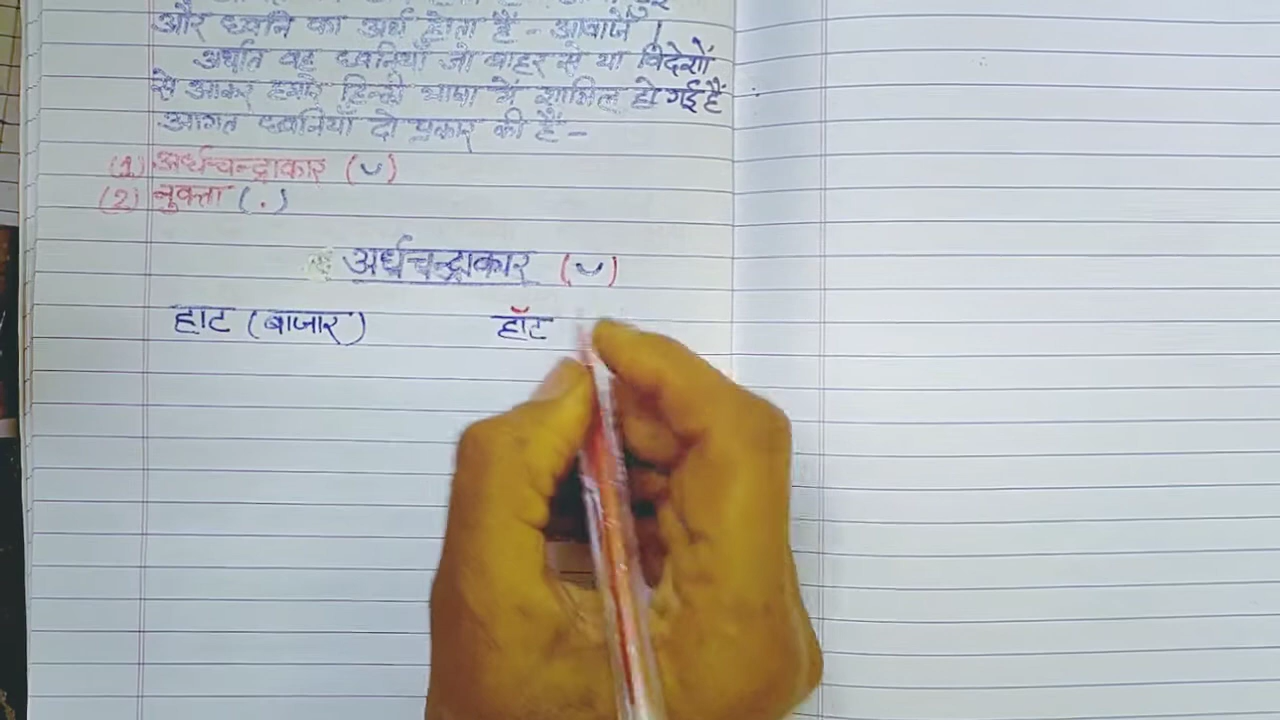 और ध्वनि का अर्थ होता है - आवाजें।
अर्थात वह ध्वनियाँ जो बाहर से या विदेशों
से आकर हमारे हिन्दी भाषा में शामिल हो गई हैं
आगत ध्वनियाँ दो प्रकार की हैं -
(1) अर्धचन्द्राकार (ᴗ)
(2) नुक्ता (.)
अर्धचन्द्राकार (ᴗ)
हाट (बाजार) हॉट